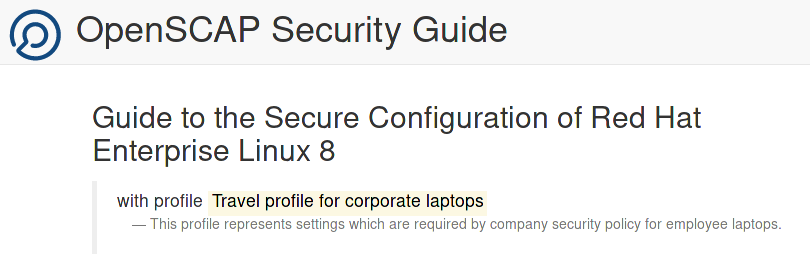 OpenSCAP Security Guide
Guide to the Secure Configuration of Red Hat
Enterprise Linux 8
with profile Travel profile for corporate laptops
— This profile represents settings which are required by company security policy for employee laptops.